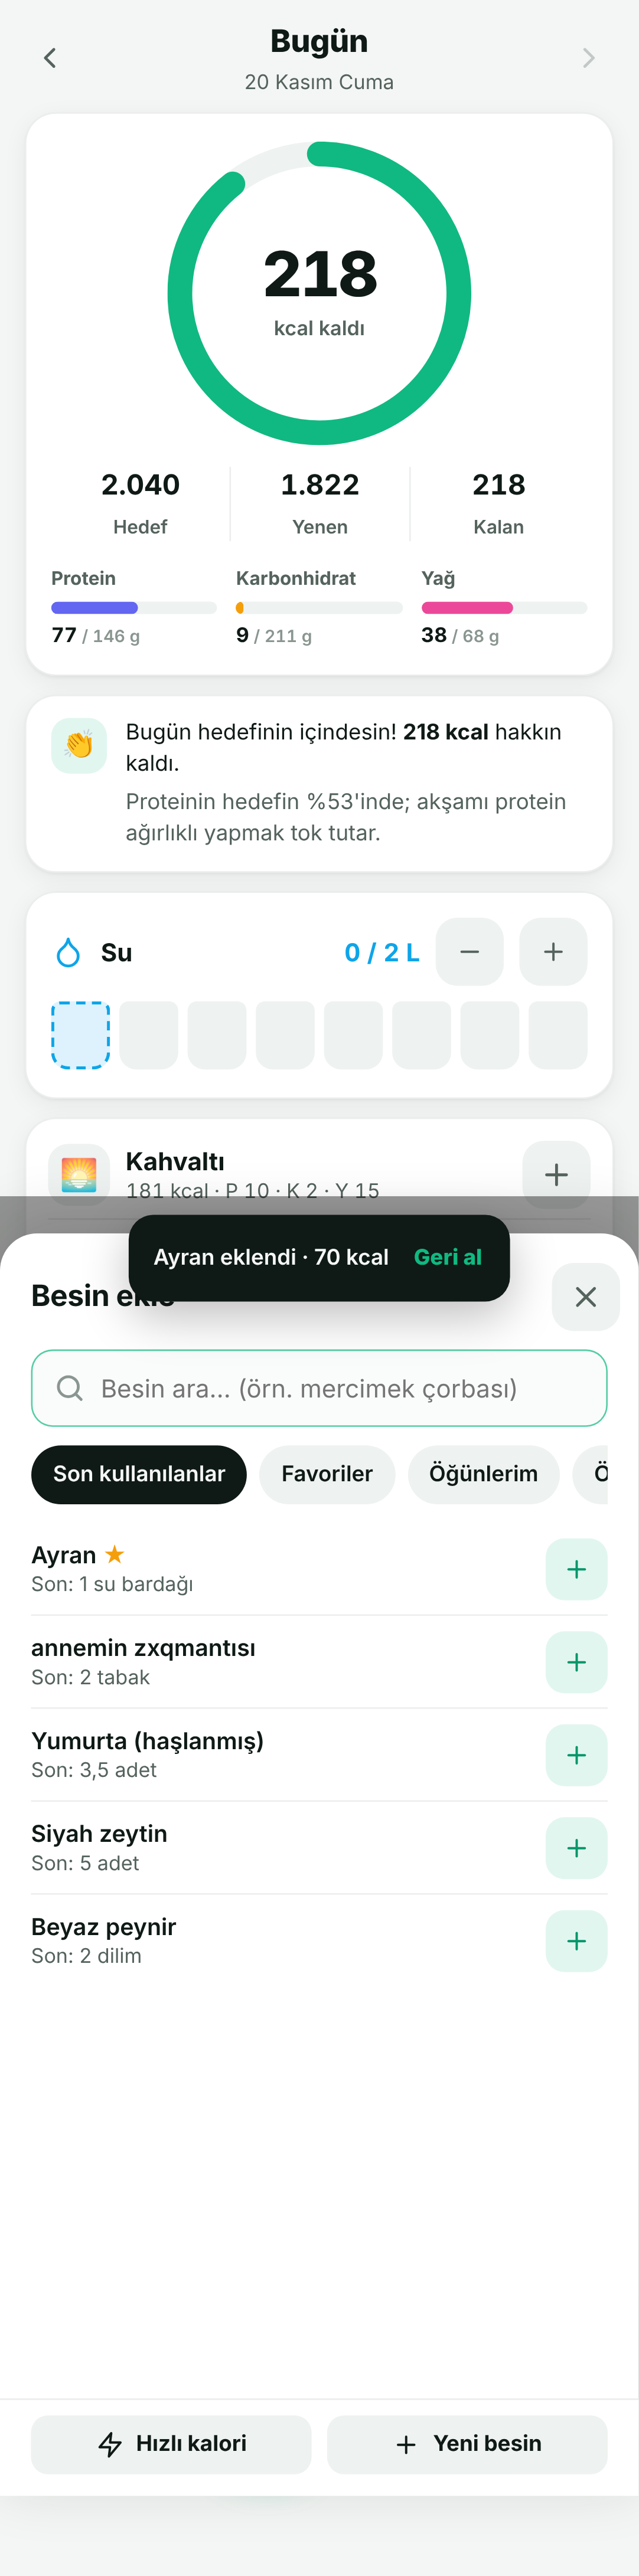 Bugün
20 Kasım Cuma
218
kcal kaldı
2.040
Hedef
1.822
Yenen
218
Kalan
Protein
77 / 146 g
Karbonhidrat
9 / 211 g
Yağ
38 / 68 g
Bugün hedefinin içindesin! 218 kcal hakkın
kaldı.
Proteinin hedefin %53'inde; akşamı protein
ağırlıklı yapmak tok tutar.
Su
0 / 2 L
Kahvaltı
181 kcal · P 10 · K 2 · Y 15
Ayran eklendi · 70 kcal Geri al
Besin ekle
Besin ara... (örn. mercimek çorbası)
Son kullanılanlar
Favoriler
Öğünlerim
Ö
Ayran ★
Son: 1 su bardağı
annemin zxqmantısı
Son: 2 tabak
Yumurta (haşlanmış)
Son: 3,5 adet
Siyah zeytin
Son: 5 adet
Beyaz peynir
Son: 2 dilim
Hızlı kalori
Yeni besin